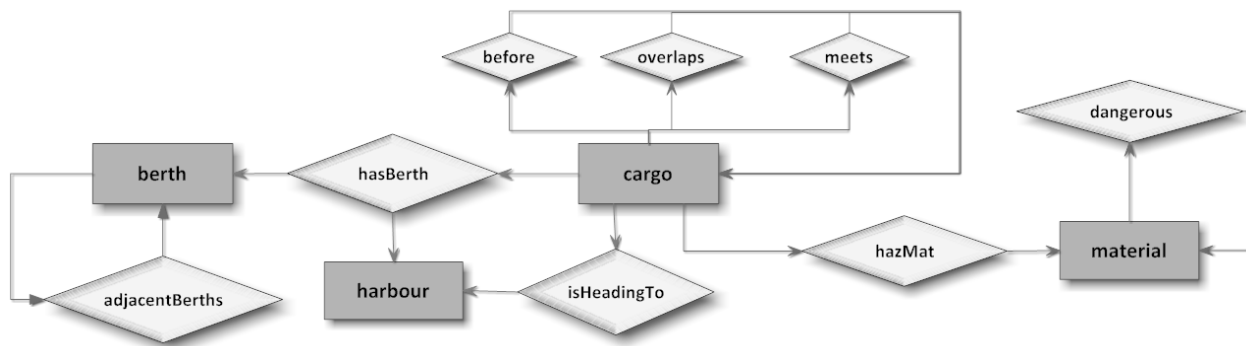 before
overlaps
meets
dangerous
berth
hasBerth
cargo
hazMat
material
adjacentBerths
harbour
isHeadingTo